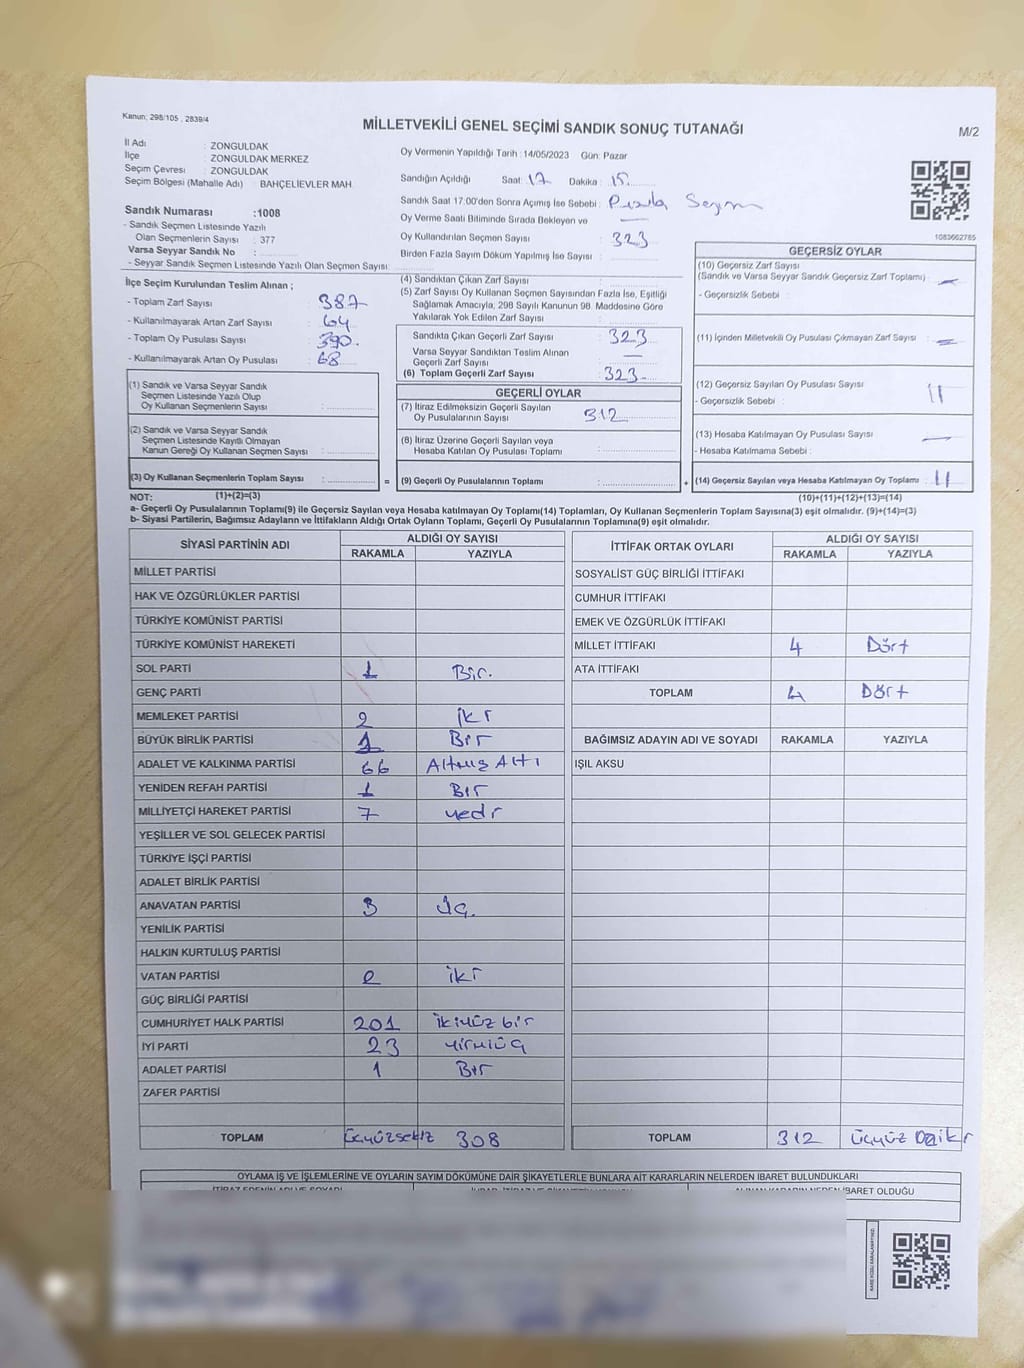 Kanun; 298/105 , 2839/4
MİLLETVEKİLİ GENEL SEÇİMİ SANDIK SONUÇ TUTANAĞI
M/2
İl Adı : ZONGULDAK
İlçe : ZONGULDAK MERKEZ
Seçim Çevresi : ZONGULDAK
Seçim Bölgesi (Mahalle Adı) BAHÇELİEVLER MAH.
Sandık Numarası :1008
- Sandık Seçmen Listesinde Yazılı
Olan Seçmenlerin Sayısı : 377
Varsa Seyyar Sandık No :
- Seyyar Sandık Seçmen Listesinde Yazılı Olan Seçmen Sayısı:
Oy Vermenin Yapıldığı Tarih : 14/05/2023 Gün: Pazar
Sandığın Açıldığı Saat: 17 Dakika : 15
Sandık Saat 17.00'den Sonra Açımış İse Sebebi : Seçim
Oy Verme Saati Bitiminde Sırada Bekleyen ve —
Oy Kullandırılan Seçmen Sayısı : 323
Birden Fazla Sayım Döküm Yapılmış İse Sayısı :
1083662785
İlçe Seçim Kurulundan Teslim Alınan ;
- Toplam Zarf Sayısı : 387
- Kullanılmayarak Artan Zarf Sayısı : 64
- Toplam Oy Pusulası Sayısı : 390
- Kullanılmayarak Artan Oy Pusulası : 68
(4) Sandıktan Çıkan Zarf Sayısı :
(5) Zarf Sayısı Oy Kullanan Seçmen Sayısından Fazla İse, Eşitliği
Sağlamak Amacıyla, 298 Sayılı Kanunun 98. Maddesine Göre
Yakılarak Yok Edilen Zarf Sayısı :
Sandıkta Çıkan Geçerli Zarf Sayısı : 323
Varsa Seyyar Sandıktan Teslim Alınan
Geçerli Zarf Sayısı : —
(6) Toplam Geçerli Zarf Sayısı : 323
GEÇERSİZ OYLAR
(10) Geçersiz Zarf Sayısı
(Sandık ve Varsa Seyyar Sandık Geçersiz Zarf Toplamı) : —
- Geçersizlik Sebebi :
(11) İçinden Milletvekili Oy Pusulası Çıkmayan Zarf Sayısı : —
(12) Geçersiz Sayılan Oy Pusulası Sayısı : 11
- Geçersizlik Sebebi :
(13) Hesaba Katılmayan Oy Pusulası Sayısı : —
- Hesaba Katılmama Sebebi :
(14) Geçersiz Sayılan veya Hesaba Katılmayan Oy Toplamı : 11
(1) Sandık ve Varsa Seyyar Sandık
Seçmen Listesinde Yazılı Olup
Oy Kullanan Seçmenlerin Sayısı :
(2) Sandık ve Varsa Seyyar Sandık
Seçmen Listesinde Kayıtlı Olmayan
Kanun Gereği Oy Kullanan Seçmen Sayısı :
(3) Oy Kullanan Seçmenlerin Toplam Sayısı : =
GEÇERLİ OYLAR
(7) İtiraz Edilmeksizin Geçerli Sayılan
Oy Pusulalarının Sayısı : 312
(8) İtiraz Üzerine Geçerli Sayılan veya
Hesaba Katılan Oy Pusulası Toplamı :
(9) Geçerli Oy Pusulalarının Toplamı : +
NOT: (1)+(2)=(3) (10)+(11)+(12)+(13)=(14)
a- Geçerli Oy Pusulalarının Toplamı(9) ile Geçersiz Sayılan veya Hesaba katılmayan Oy Toplamı(14) Toplamları, Oy Kullanan Seçmenlerin Toplam Sayısına(3) eşit olmalıdır. (9)+(14)=(3)
b- Siyasi Partilerin, Bağımsız Adayların ve İttifakların Aldığı Ortak Oyların Toplamı, Geçerli Oy Pusulalarının Toplamına(9) eşit olmalıdır.
SİYASİ PARTİNİN ADI ALDIĞI OY SAYISI
RAKAMLA YAZIYLA
MİLLET PARTİSİ
HAK VE ÖZGÜRLÜKLER PARTİSİ
TÜRKİYE KOMÜNİST PARTİSİ
TÜRKİYE KOMÜNİST HAREKETİ
SOL PARTİ 1 Bir.
GENÇ PARTİ
MEMLEKET PARTİSİ 2 iki
BÜYÜK BİRLİK PARTİSİ 1 Bir
ADALET VE KALKINMA PARTİSİ 66 Altmış Altı
YENİDEN REFAH PARTİSİ 1 Bir
MİLLİYETÇİ HAREKET PARTİSİ 7 yedi
YEŞİLLER VE SOL GELECEK PARTİSİ
TÜRKİYE İŞÇİ PARTİSİ
ADALET BİRLİK PARTİSİ
ANAVATAN PARTİSİ 3 Üç.
YENİLİK PARTİSİ
HALKIN KURTULUŞ PARTİSİ
VATAN PARTİSİ 2 iki
GÜÇ BİRLİĞİ PARTİSİ
CUMHURİYET HALK PARTİSİ 201 ikiyüz bir
İYİ PARTİ 23 yirmiüç
ADALET PARTİSİ 1 Bir
ZAFER PARTİSİ
TOPLAM üçyüzsekiz 308
İTTİFAK ORTAK OYLARI ALDIĞI OY SAYISI
RAKAMLA YAZIYLA
SOSYALİST GÜÇ BİRLİĞİ İTTİFAKI
CUMHUR İTTİFAKI
EMEK VE ÖZGÜRLÜK İTTİFAKI
MİLLET İTTİFAKI 4 Dört
ATA İTTİFAKI
TOPLAM 4 Dört
BAĞIMSIZ ADAYIN ADI VE SOYADI RAKAMLA YAZIYLA
IŞIL AKSU
TOPLAM 312 üçyüz Oniki
OYLAMA İŞ VE İŞLEMLERİNE VE OYLARIN SAYIM DÖKÜMÜNE DAİR ŞİKAYETLERLE BUNLARA AİT KARARLARIN NELERDEN İBARET BULUNDUKLARI
İTİRAZ EDENİN ADI VE SOYADI ALINAN KARARIN NEDEN İBARET OLDUĞU